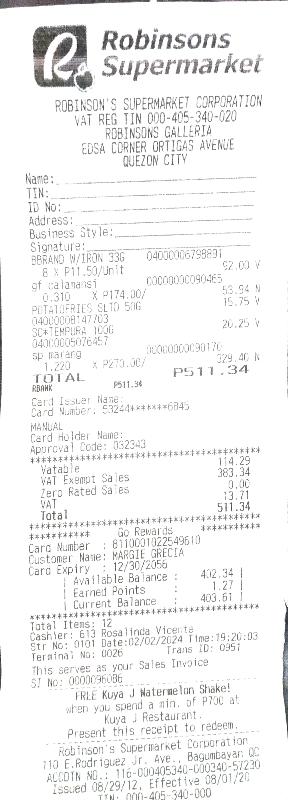 Robinsons
Supermarket
ROBINSON'S SUPERMARKET CORPORATION
VAT REG TIN 000-405-340-020
ROBINSONS GALLERIA
EDSA CORNER ORTIGAS AVENUE
QUEZON CITY
Name:
TIN:
ID No:
Address:
Business Style:
Signature:
BBRAND W/IRON 33G 04000006798891
8 X P11.50/Unit 92.00 V
gf calamansi 00000000090465
0.310 X P174.00/ 53.94 N
POTATOFRIES SLTD 50G 15.75 V
04000008147703
SC*TEMPURA 100G 20.25 V
04000005076457
sp marang 00000000090170
1.220 X P270.00/ 329.40 N
TOTAL P511.34
RBANK P511.34
Card Issuer Name:
Card Number: 53244*******6845
MANUAL
Card Holder Name:
Approval Code: 032343
Vatable 114.29
VAT Exempt Sales 383.34
Zero Rated Sales 0.00
VAT 13.71
Total 511.34
*********** Go Rewards ***********
Card Number : 8110001022549610
Customer Name: MARGIE GRECIA
Card Expiry : 12/30/2056
| Available Balance : 402.34 |
| Earned Points : 1.27 |
| Current Balance : 403.61 |
Total Items: 12
Cashier: 613 Rosalinda Vicenta
Str No: 0101 Date:02/02/2024 Time:19:20:03
Terminal No: 0026 Trans ID: 0951
This serves as your Sales Invoice
SI No: 0000096086
FREE Kuya J Watermelon Shake!
when you spend a min. of P700 at
Kuya J Restaurant.
Present this receipt to redeem.
Robinson's Supermarket Corporation
110 E.Rodriguez Jr. Ave., Bagumbayan QC
ACCDTN NO.: 116-000405340-000340-57230
Issued 08/29/12, Effective 08/01/20
TIN: 000-405-340-000